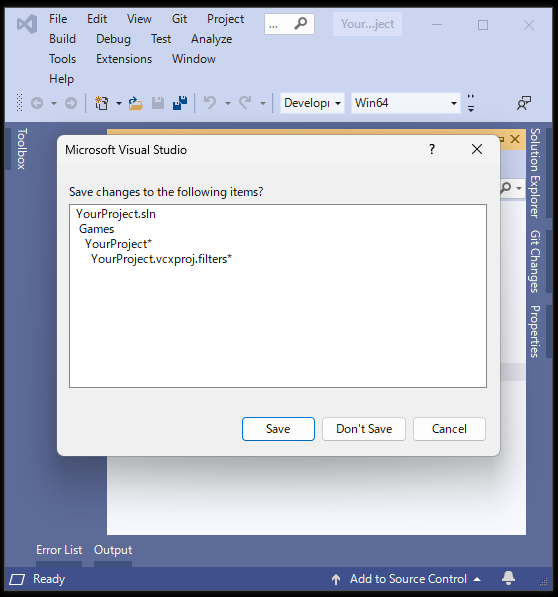 File Edit View Git Project
... Your...ject
Build Debug Test Analyze
Tools Extensions Window
Help
Develop Win64
Toolbox
Microsoft Visual Studio ?
Save changes to the following items?
YourProject.sln
Games
YourProject*
YourProject.vcxproj.filters*
Save Don't Save Cancel
Solution Explorer
Git Changes
Properties
Error List Output
Ready Add to Source Control